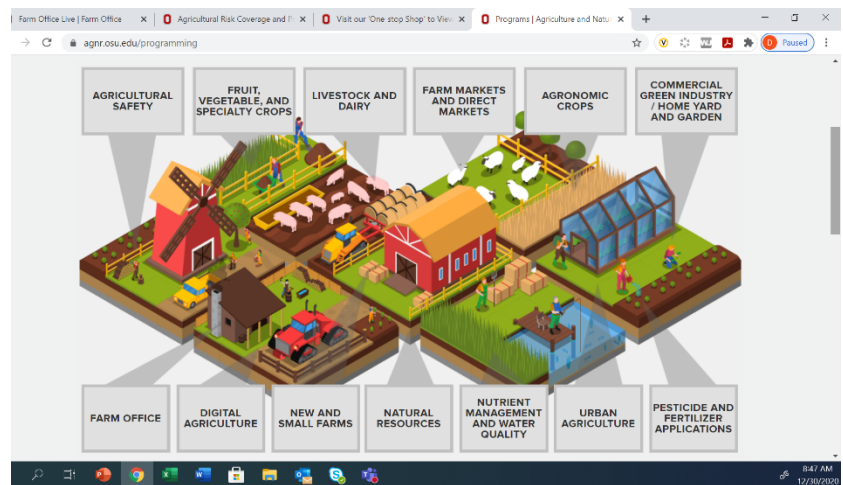 Farm Office Live | Farm Office
Agricultural Risk Coverage and P
Visit our 'One stop Shop' to View
Programs | Agriculture and Natu
agnr.osu.edu/programming
Paused
AGRICULTURAL
SAFETY
FRUIT,
VEGETABLE, AND
SPECIALTY CROPS
LIVESTOCK AND
DAIRY
FARM MARKETS
AND DIRECT
MARKETS
AGRONOMIC
CROPS
COMMERCIAL
GREEN INDUSTRY
/ HOME YARD
AND GARDEN
FARM OFFICE
DIGITAL
AGRICULTURE
NEW AND
SMALL FARMS
NATURAL
RESOURCES
NUTRIENT
MANAGEMENT
AND WATER
QUALITY
URBAN
AGRICULTURE
PESTICIDE AND
FERTILIZER
APPLICATIONS
8:47 AM
12/30/2020